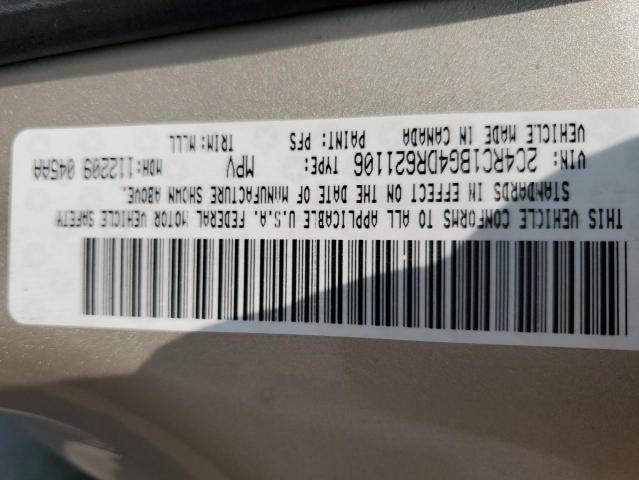 THIS VEHICLE CONFORMS TO ALL APPLICABLE U.S.A. FEDERAL MOTOR VEHICLE SAFETY
STANDARDS IN EFFECT ON THE DATE OF MANUFACTURE SHOWN ABOVE.
VIN: 2C4RC1BG4DR621106 TYPE: MPV MDH:112209 045AA
VEHICLE MADE IN CANADA PAINT: PFS TRIM: HLLL